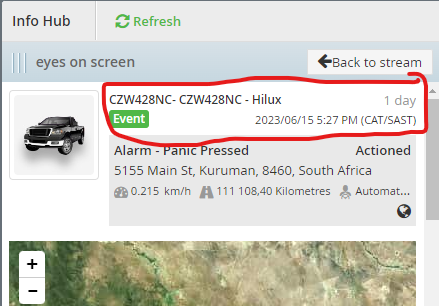 Info Hub Refresh
eyes on screen Back to stream
CZW428NC- CZW428NC - Hilux 1 day
Event 2023/06/15 5:27 PM (CAT/SAST)
Alarm - Panic Pressed Actioned
5155 Main St, Kuruman, 8460, South Africa
0.215 km/h 111 108,40 Kilometres Automat...
+
−